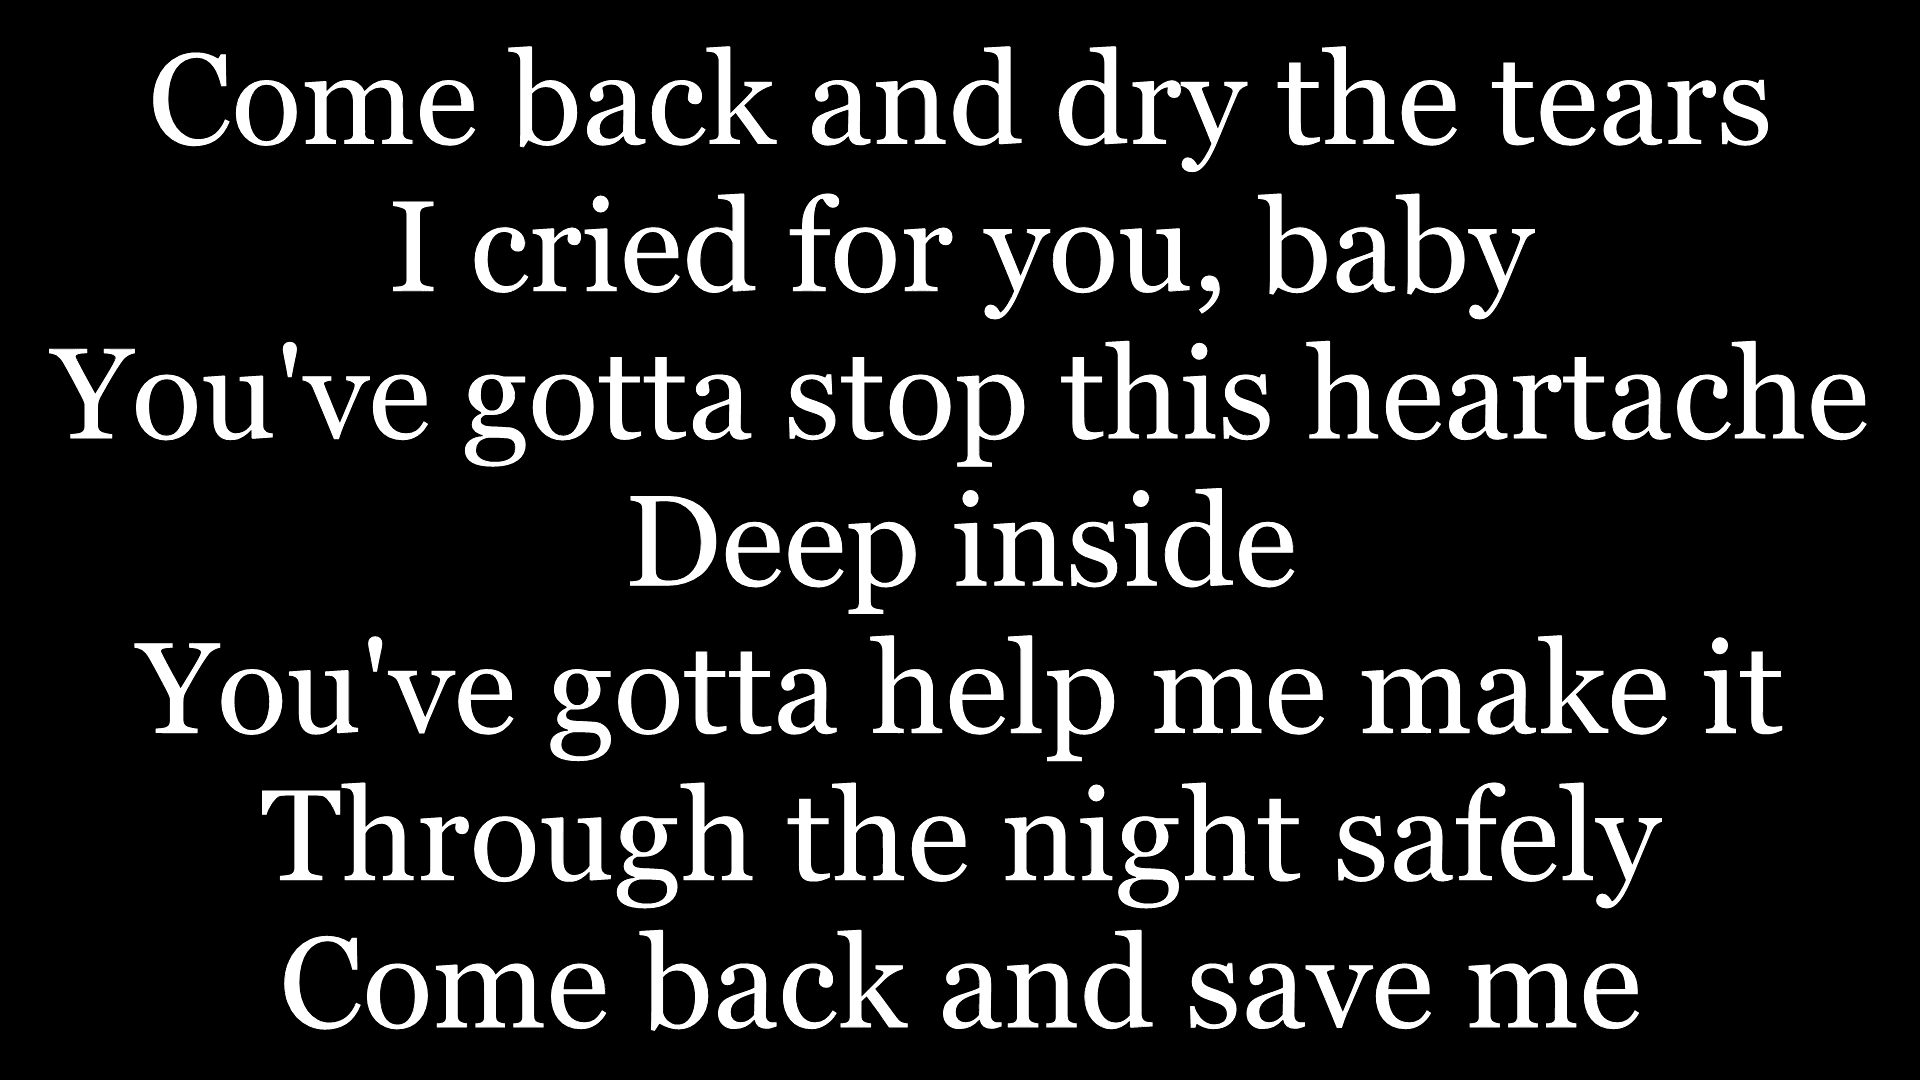 Come back and dry the tears
I cried for you, baby
You've gotta stop this heartache
Deep inside
You've gotta help me make it
Through the night safely
Come back and save me